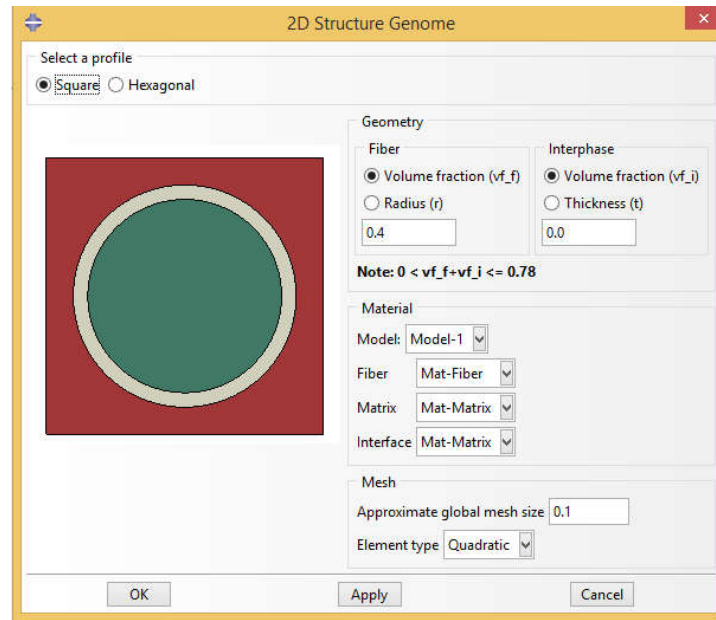 2D Structure Genome
x
Select a profile
Square Hexagonal
Geometry
Fiber
Volume fraction (vf_f)
Radius (r)
0.4
Interphase
Volume fraction (vf_i)
Thickness (t)
0.0
Note: 0 < vf_f+vf_i <= 0.78
Material
Model: Model-1
Fiber Mat-Fiber
Matrix Mat-Matrix
Interface Mat-Matrix
Mesh
Approximate global mesh size 0.1
Element type Quadratic
OK Apply Cancel